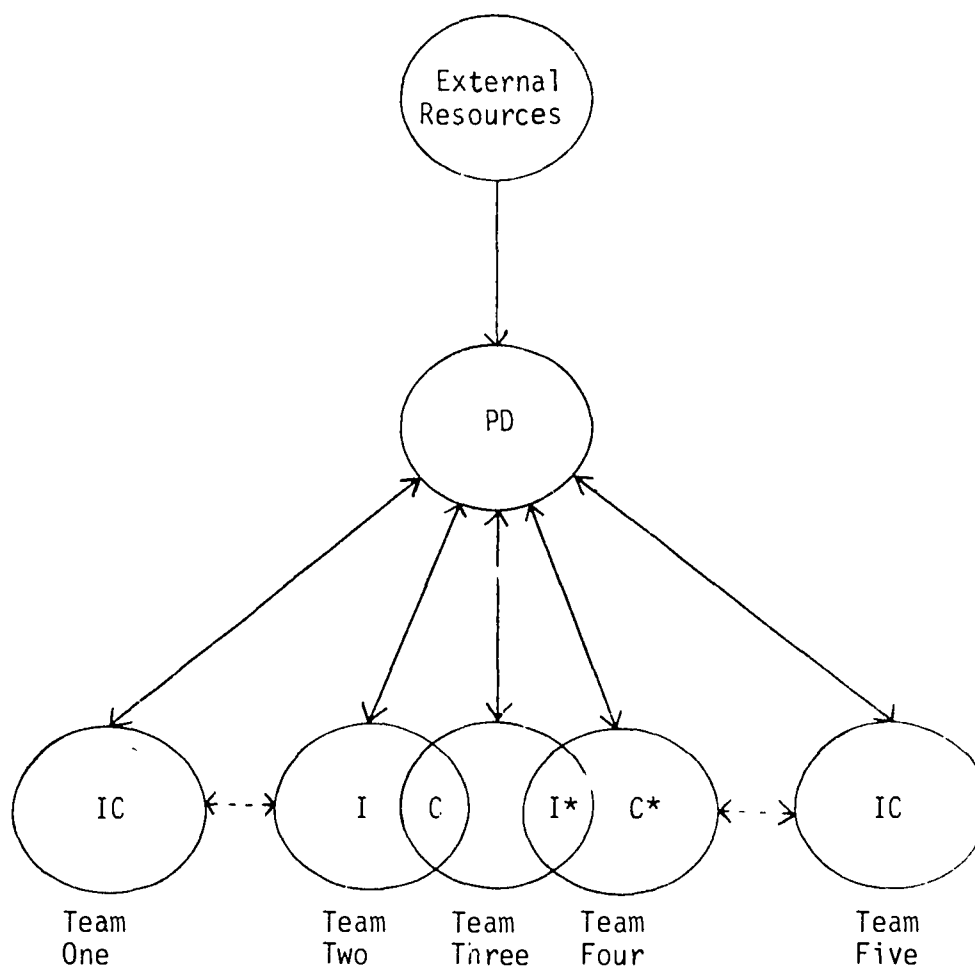 External
Resources
PD
IC
I
C
I*
C*
IC
Team
One
Team
Two
Team
Three
Team
Four
Team
Five